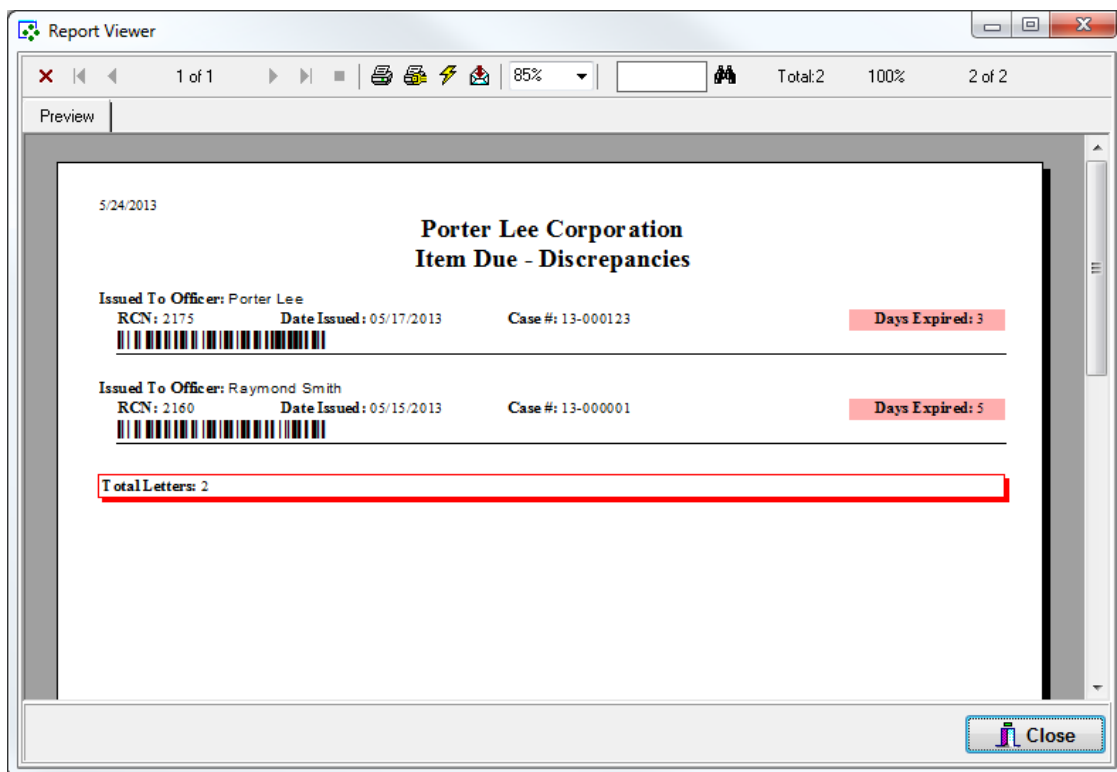 Report Viewer
1 of 1 85% Total:2 100% 2 of 2
Preview
5/24/2013
Porter Lee Corporation
Item Due - Discrepancies
Issued To Officer: Porter Lee
RCN: 2175 Date Issued: 05/17/2013 Case #: 13-000123 Days Expired: 3
Issued To Officer: Raymond Smith
RCN: 2160 Date Issued: 05/15/2013 Case #: 13-000001 Days Expired: 5
Total Letters: 2
Close